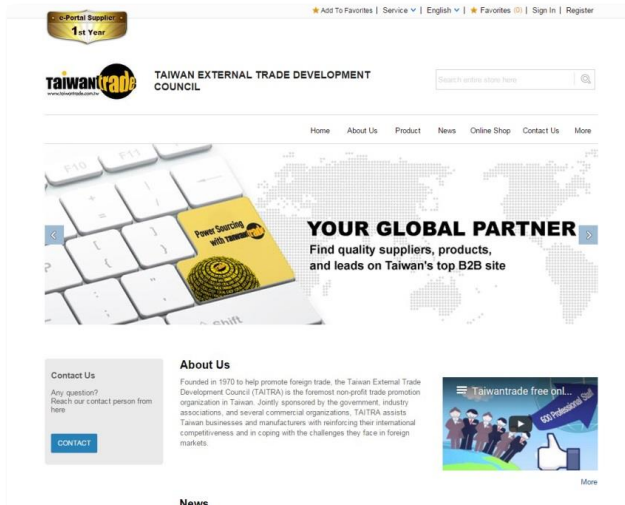 e-Portal Supplier
1st Year
Add To Favorites | Service | English | Favorites (0) | Sign In | Register
Taiwantrade
www.taiwantrade.com.tw
TAIWAN EXTERNAL TRADE DEVELOPMENT
COUNCIL
Search entire store here
Home About Us Product News Online Shop Contact Us More
F10 F11
Power Sourcing
with Taiwantrade
shift
YOUR GLOBAL PARTNER
Find quality suppliers, products,
and leads on Taiwan's top B2B site
Contact Us
Any question?
Reach our contact person from
here
CONTACT
About Us
Founded in 1970 to help promote foreign trade, the Taiwan External Trade
Development Council (TAITRA) is the foremost non-profit trade promotion
organization in Taiwan. Jointly sponsored by the government, industry
associations, and several commercial organizations, TAITRA assists
Taiwan businesses and manufacturers with reinforcing their international
competitiveness and in coping with the challenges they face in foreign
markets.
Taiwantrade free onl...
600 Professional Staff
More
News